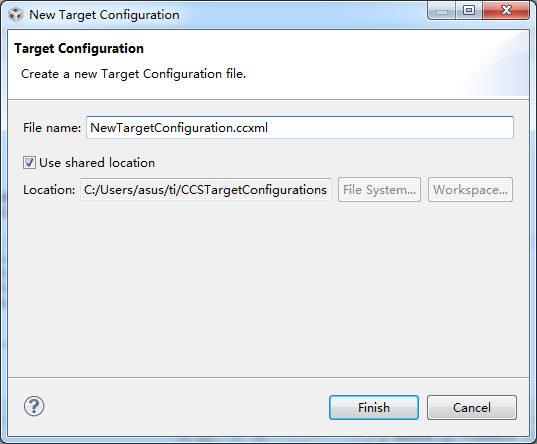 New Target Configuration
Target Configuration
Create a new Target Configuration file.
File name: NewTargetConfiguration.ccxml
Use shared location
Location: C:/Users/asus/ti/CCSTargetConfigurations File System... Workspace...
? Finish Cancel